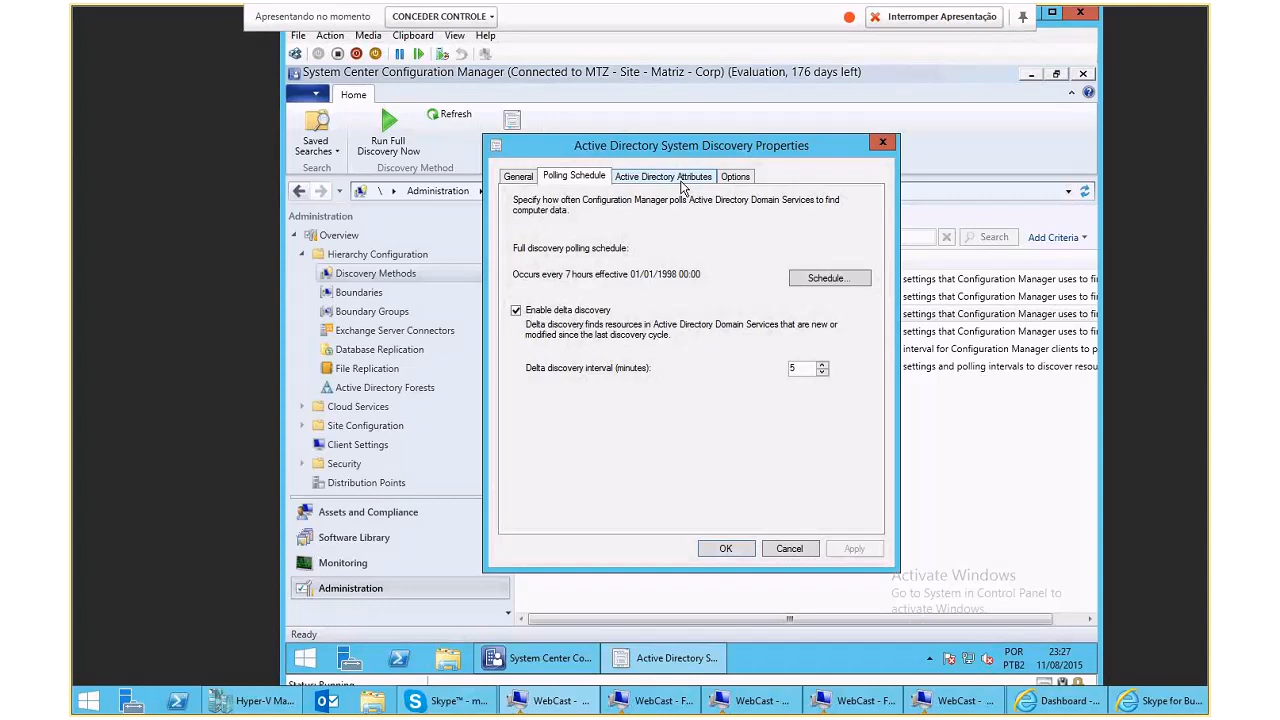 Apresentando no momento
CONCEDER CONTROLE
Interromper Apresentação
File Action Media Clipboard View Help
System Center Configuration Manager (Connected to MTZ - Site - Matriz - Corp) (Evaluation, 176 days left)
Home
Saved
Searches
Run Full
Discovery Now
Refresh
Search
Discovery Method
\ Administration
Administration
Overview
Hierarchy Configuration
Discovery Methods
Boundaries
Boundary Groups
Exchange Server Connectors
Database Replication
File Replication
Active Directory Forests
Cloud Services
Site Configuration
Client Settings
Security
Distribution Points
Assets and Compliance
Software Library
Monitoring
Administration
Ready
Active Directory System Discovery Properties
General Polling Schedule Active Directory Attributes Options
Specify how often Configuration Manager polls Active Directory Domain Services to find
computer data.
Full discovery polling schedule:
Occurs every 7 hours effective 01/01/1998 00:00
Schedule...
Enable delta discovery
Delta discovery finds resources in Active Directory Domain Services that are new or
modified since the last discovery cycle.
Delta discovery interval (minutes):
5
OK Cancel Apply
Search
Add Criteria
settings that Configuration Manager uses to fi
settings that Configuration Manager uses to fi
settings that Configuration Manager uses to fi
settings that Configuration Manager uses to fi
interval for Configuration Manager clients to p
settings and polling intervals to discover resou
Activate Windows
Go to System in Control Panel to
activate Windows.
System Center Co...
Active Directory S...
POR
PTB2
23:27
11/08/2015
Status: Running
Hyper-V Ma...
Skype™ - m...
WebCast - ...
WebCast - F...
WebCast - ...
WebCast - F...
WebCast - ...
Dashboard - ...
Skype for Bu...